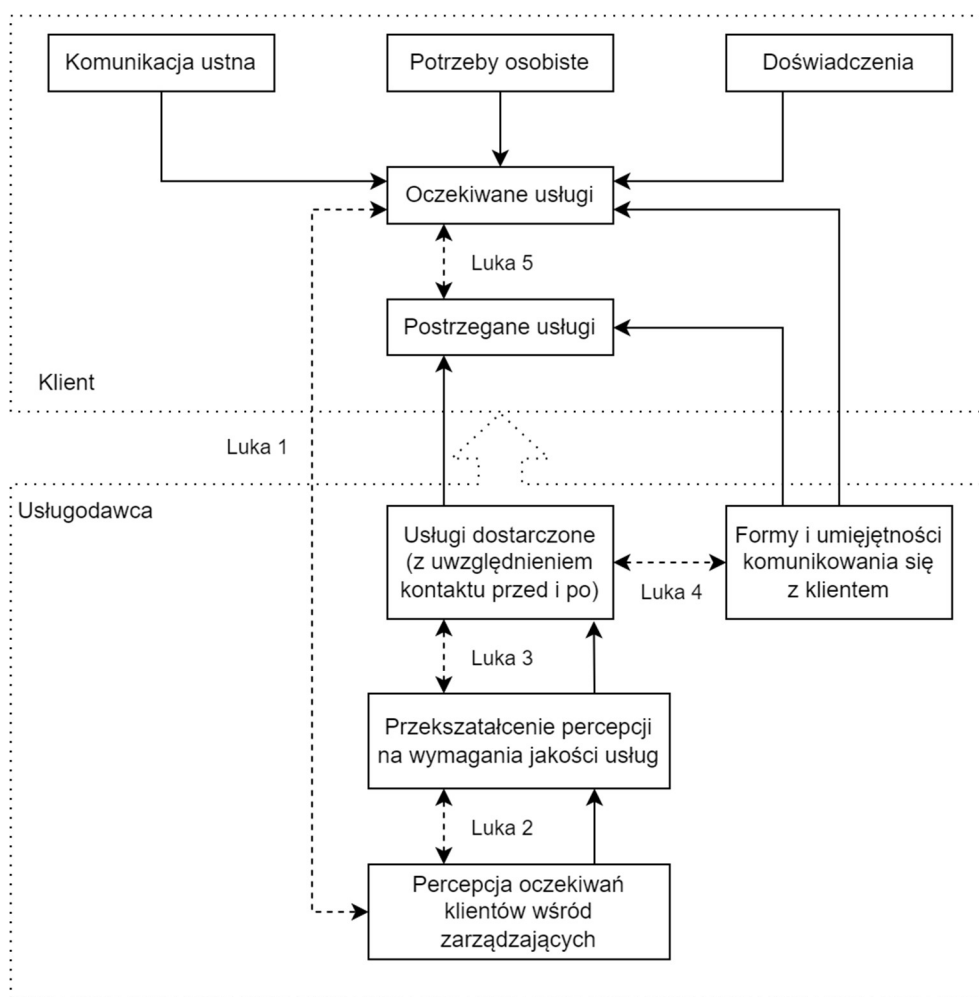 Komunikacja ustna
Potrzeby osobiste
Doświadczenia
Oczekiwane usługi
Luka 5
Postrzegane usługi
Klient
Luka 1
Usługodawca
Usługi dostarczone
(z uwzględnieniem
kontaktu przed i po)
Formy i umiejętności
komunikowania się
z klientem
Luka 4
Luka 3
Przekszatałcenie percepcji
na wymagania jakości usług
Luka 2
Percepcja oczekiwań
klientów wśród
zarządzających